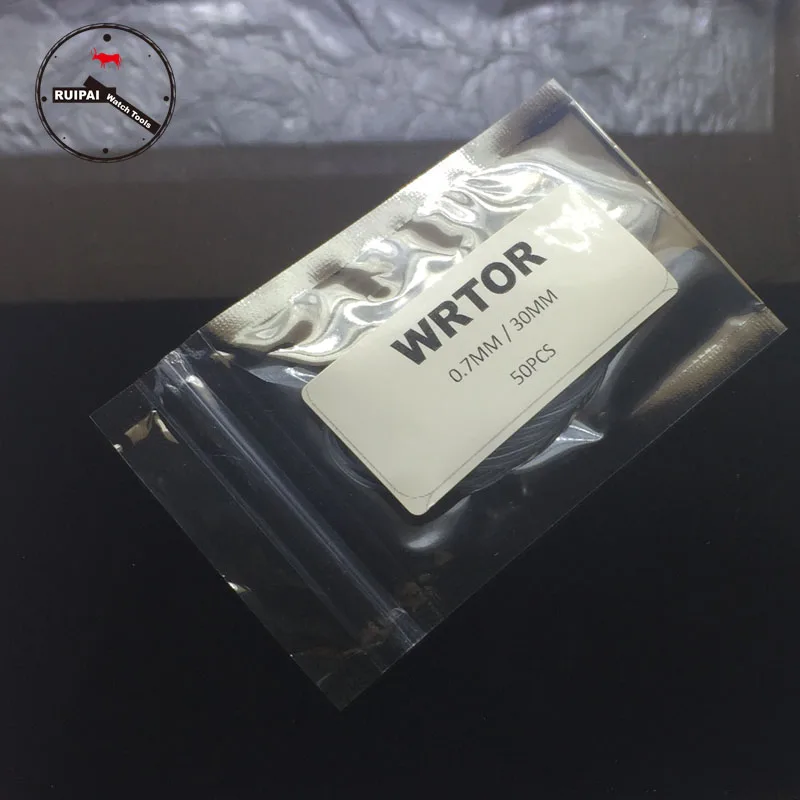 RUIPAI
Watch Tools
WRTOR
0.7MM / 30MM
50PCS